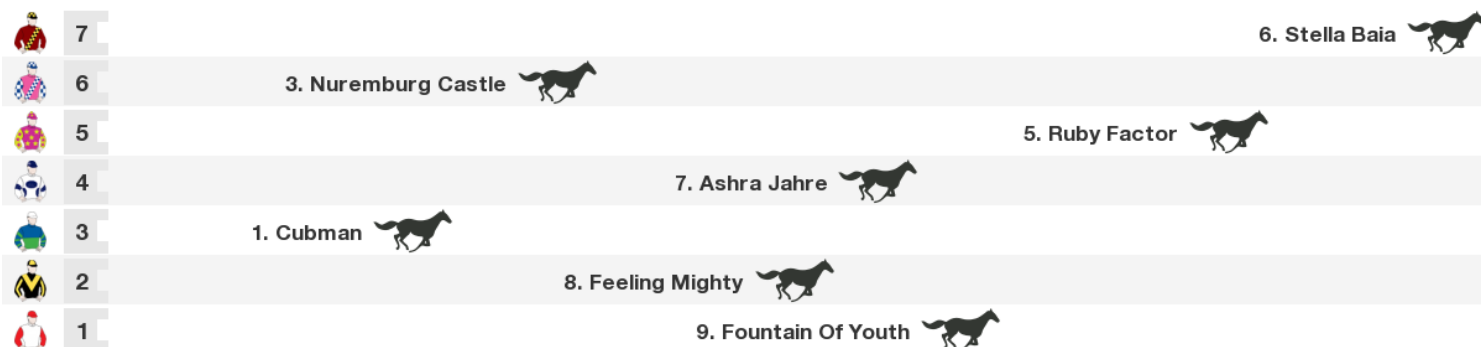 7 6. Stella Baia
6 3. Nuremburg Castle
5 5. Ruby Factor
4 7. Ashra Jahre
3 1. Cubman
2 8. Feeling Mighty
1 9. Fountain Of Youth